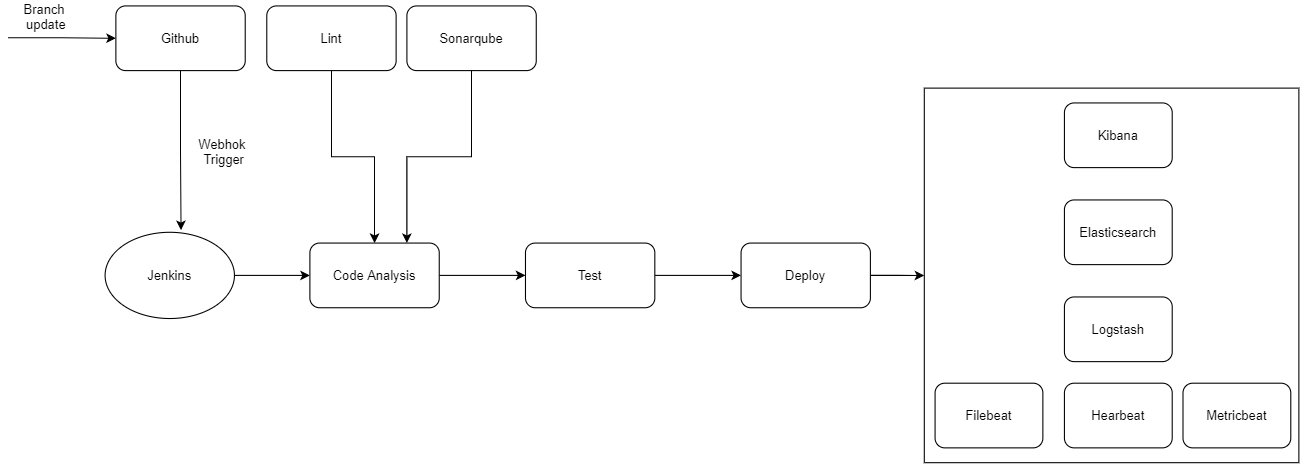 Branch
update
Github
Lint
Sonarqube
Webhok
Trigger
Jenkins
Code Analysis
Test
Deploy
Kibana
Elasticsearch
Logstash
Filebeat
Hearbeat
Metricbeat